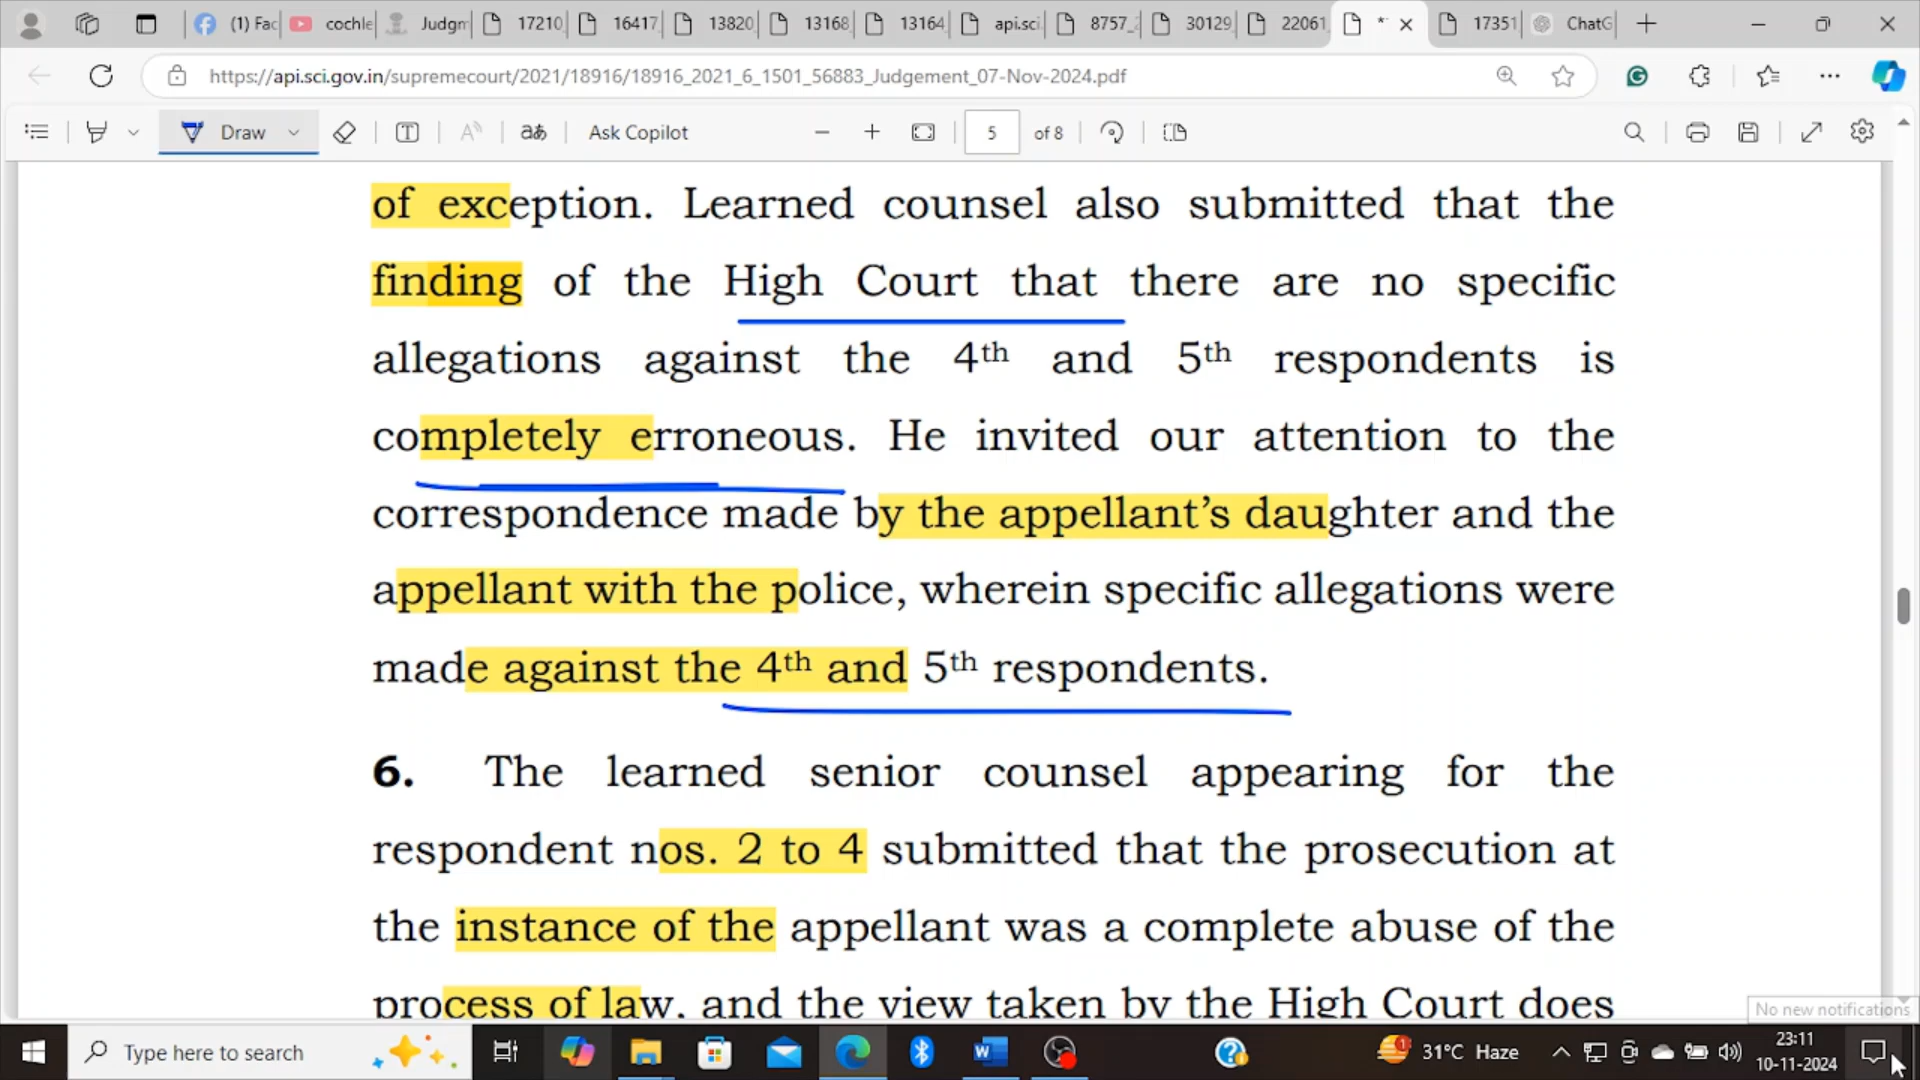 (1) Fac
cochle
Judgm
17210
16417
13820
13168
13164
api.sci.
8757_2
30129
22061
*
17351
ChatG
https://api.sci.gov.in/supremecourt/2021/18916/18916_2021_6_1501_56883_Judgement_07-Nov-2024.pdf
Draw
Ask Copilot
5 of 8
of exception. Learned counsel also submitted that the
finding of the High Court that there are no specific
allegations against the 4th and 5th respondents is
completely erroneous. He invited our attention to the
correspondence made by the appellant’s daughter and the
appellant with the police, wherein specific allegations were
made against the 4th and 5th respondents.
6. The learned senior counsel appearing for the
respondent nos. 2 to 4 submitted that the prosecution at
the instance of the appellant was a complete abuse of the
process of law, and the view taken by the High Court does
No new notifications
Type here to search
31°C Haze
23:11
10-11-2024